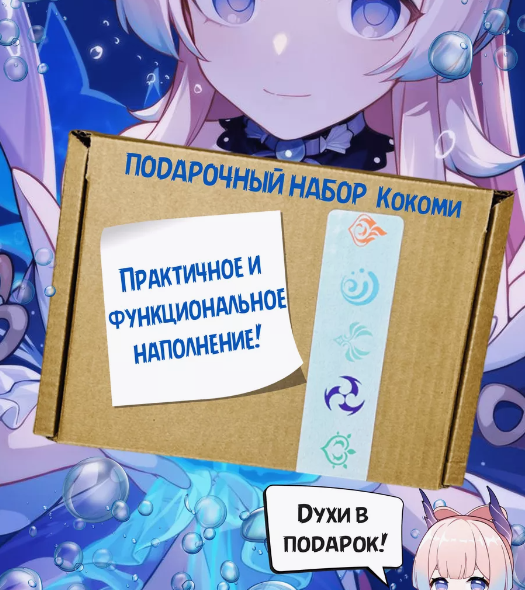 ПОДАРОЧНЫЙ НАБОР Кокоми
Практичное и
функциональное
наполнение!
Духи в
подарок!